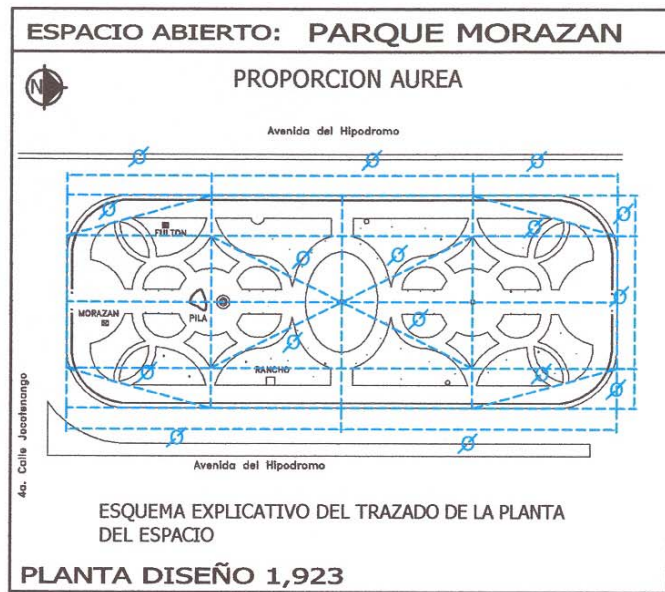 ESPACIO ABIERTO: PARQUE MORAZAN
N
PROPORCION AUREA
Avenida del Hipodromo
FULTON
MORAZAN
PILA
RANCHO
4a. Calle Jocotenango
Avenida del Hipodromo
ESQUEMA EXPLICATIVO DEL TRAZADO DE LA PLANTA
DEL ESPACIO
PLANTA DISEÑO 1,923